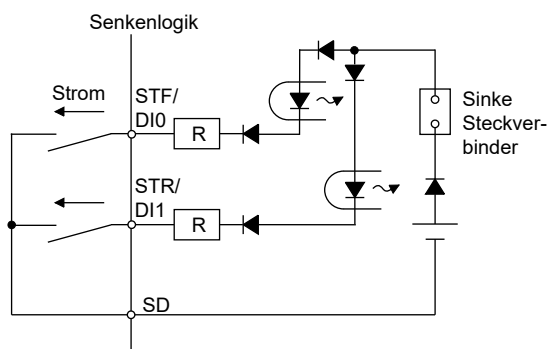 Senkenlogik
Strom
STF/
DI0
R
Sinke
Steckver-
binder
STR/
DI1
R
SD